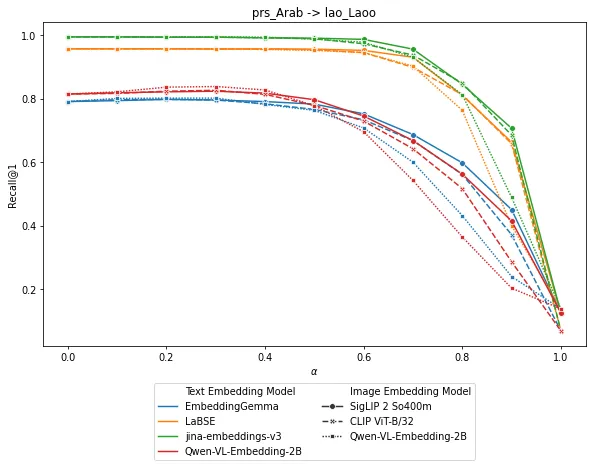 prs_Arab -> lao_Laoo
Recall@1
1.0
0.8
0.6
0.4
0.2
0.0 0.2 0.4 0.6 0.8 1.0
α
Text Embedding Model
EmbeddingGemma
LaBSE
jina-embeddings-v3
Qwen-VL-Embedding-2B
Image Embedding Model
SigLIP 2 So400m
CLIP ViT-B/32
Qwen-VL-Embedding-2B